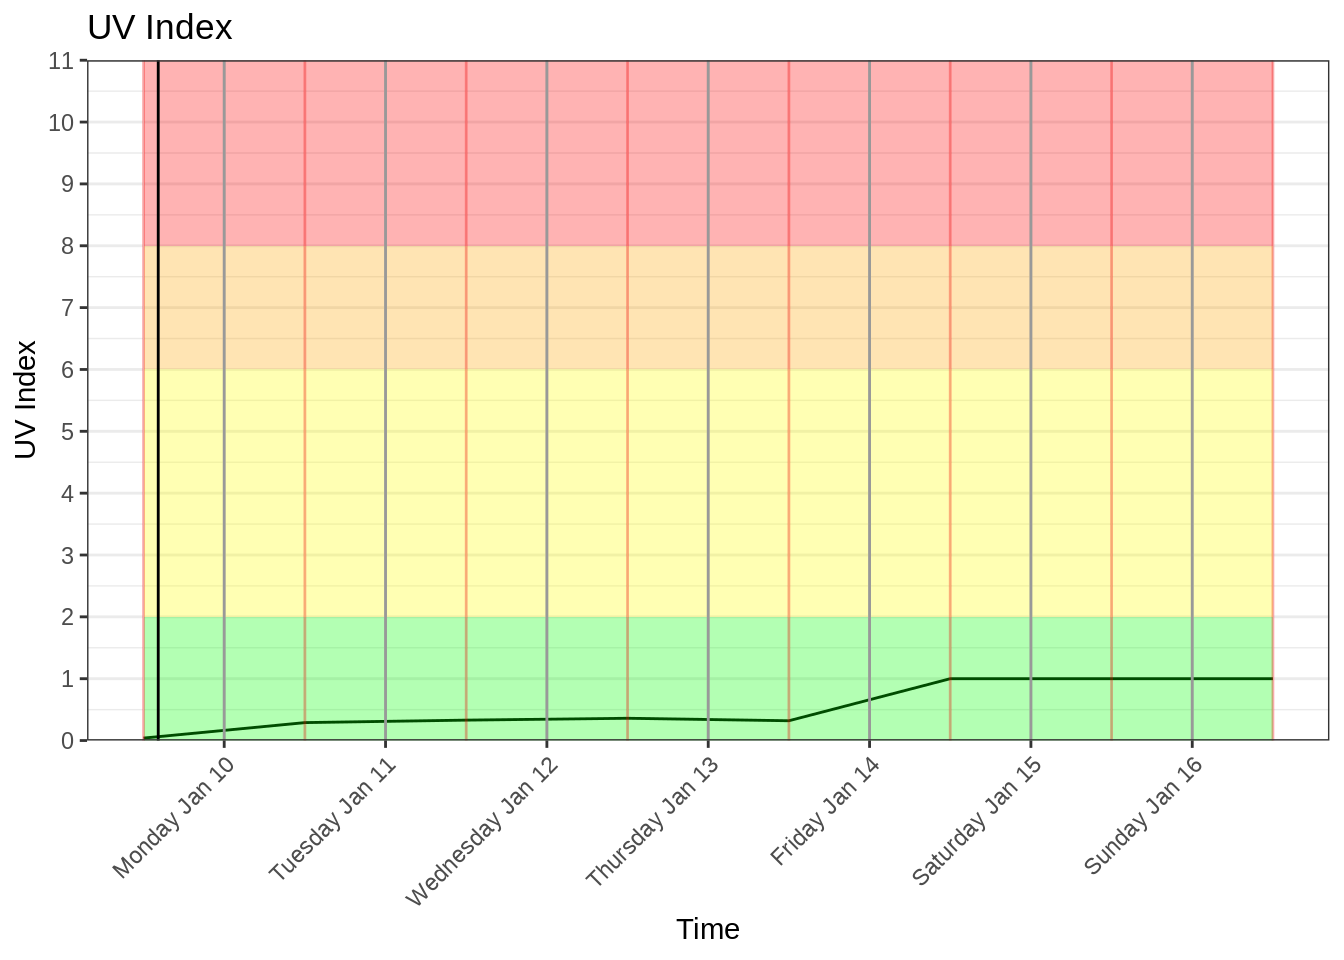 UV Index
11
10
9
8
7
6
5
4
3
2
1
0
UV Index
Monday Jan 10
Tuesday Jan 11
Wednesday Jan 12
Thursday Jan 13
Friday Jan 14
Saturday Jan 15
Sunday Jan 16
Time